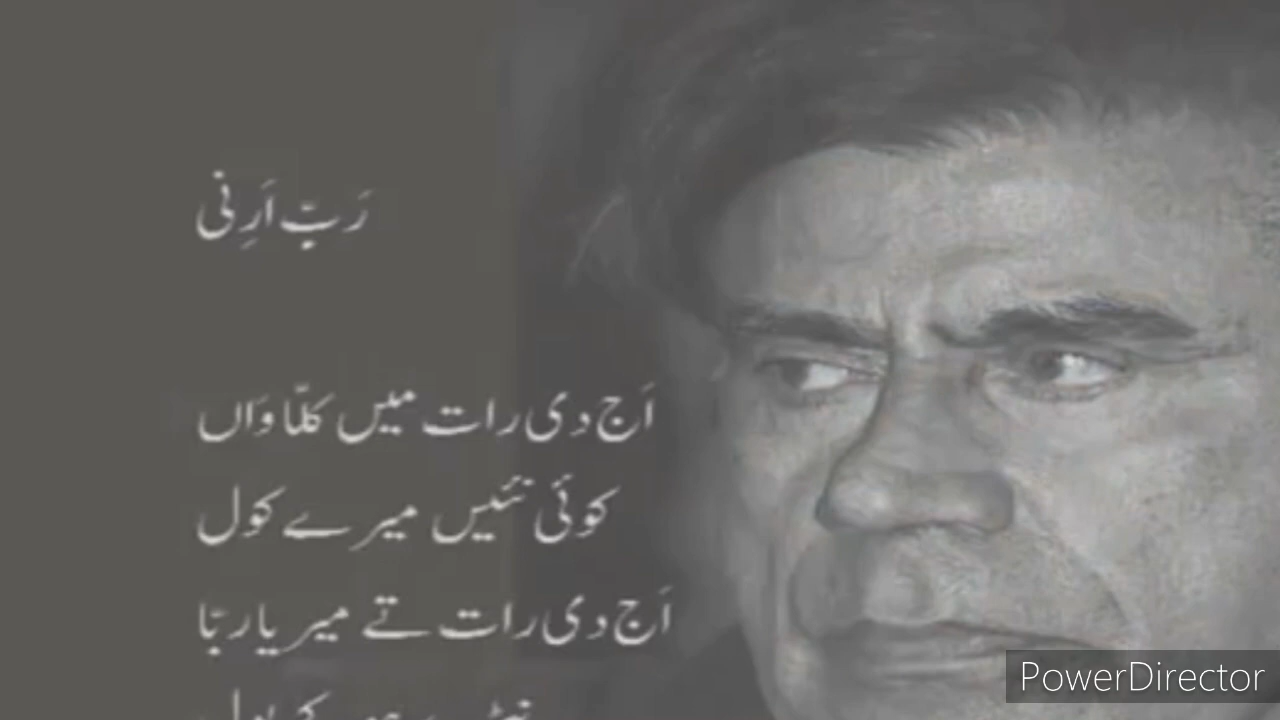 رَبِّ اَرِنی
اَج دی رات میں کلّا واں
کوئی نئیں میرے کول
اَج دی رات تے میریا ربّا
PowerDirector